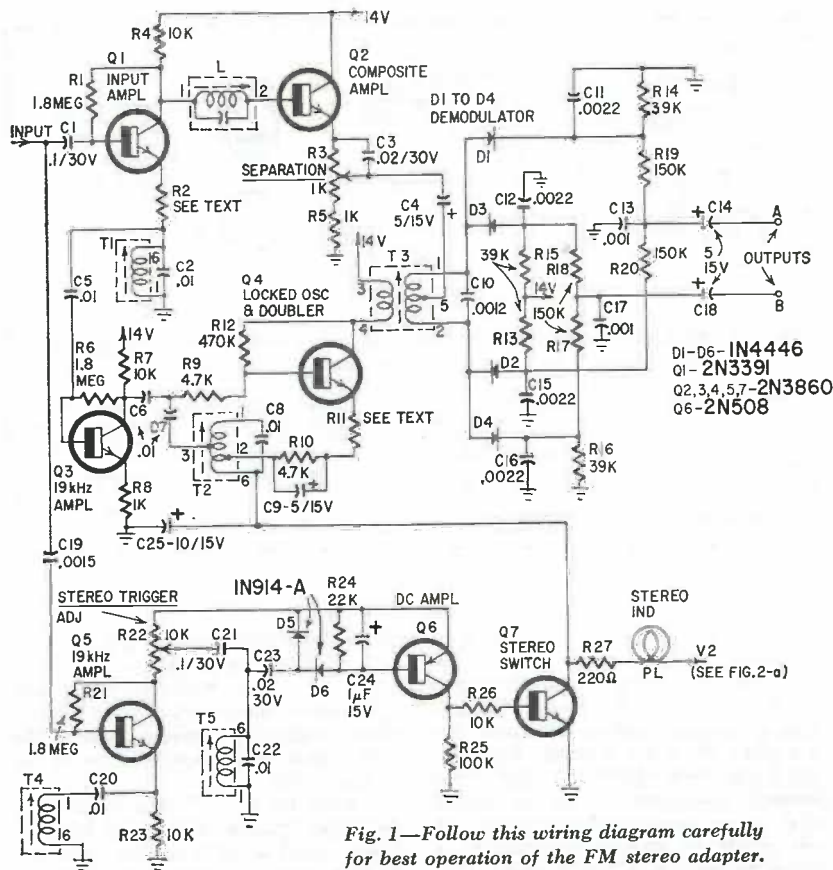 R4
10K
14V
Q1
INPUT
AMPL
L
1
2
Q2
COMPOSITE
AMPL
R1
1.8MEG
INPUT
C1
.1/30V
D1 TO D4
DEMODULATOR
D1
C11
.0022
R14
39K
R3
SEPARATION
1K
C3
.02/30V
R2
SEE TEXT
R5
1K
C4
5/15V
+
C12
.0022
D3
R19
150K
C13
.001
+
C14
A
T1
1
6
C2
.01
C5
.01
14V
T3
3
4
1
5
2
C10
.0012
39K
R15
R18
14V
150K
R13
R17
150K
R20
5
15V
OUTPUTS
+
C18
B
C17
.001
Q4
LOCKED OSC
& DOUBLER
R12
470K
14V
R6
1.8
MEG
R7
10K
R9
4.7K
C6
.01
C7
D2
C15
.0022
D4
C16
.0022
R16
39K
D1-D6-1N4446
Q1-2N3391
Q2,3,4,5,7-2N3860
Q6-2N508
R11
SEE TEXT
Q3
19kHz
AMPL
R8
1K
1
3
2
6
T2
C8
.01
R10
4.7K
+
C9-5/15V
+
C25-10/15V
C19
.0015
STEREO TRIGGER
ADJ
1N914-A
R24
22K
DC AMPL
STEREO
IND
R22
10K
C21
.1/30V
D5
+
Q6
Q7
STEREO
SWITCH
R27
220Ω
PL
V2
(SEE FIG.2-a)
Q5
19kHz
AMPL
R21
1.8 MEG
C23
.02
30V
D6
C24
1μF
15V
R26
10K
R25
100K
T5
6
1
C22
.01
T4
1
6
C20
.01
R23
10K
Fig. 1—Follow this wiring diagram carefully
for best operation of the FM stereo adapter.